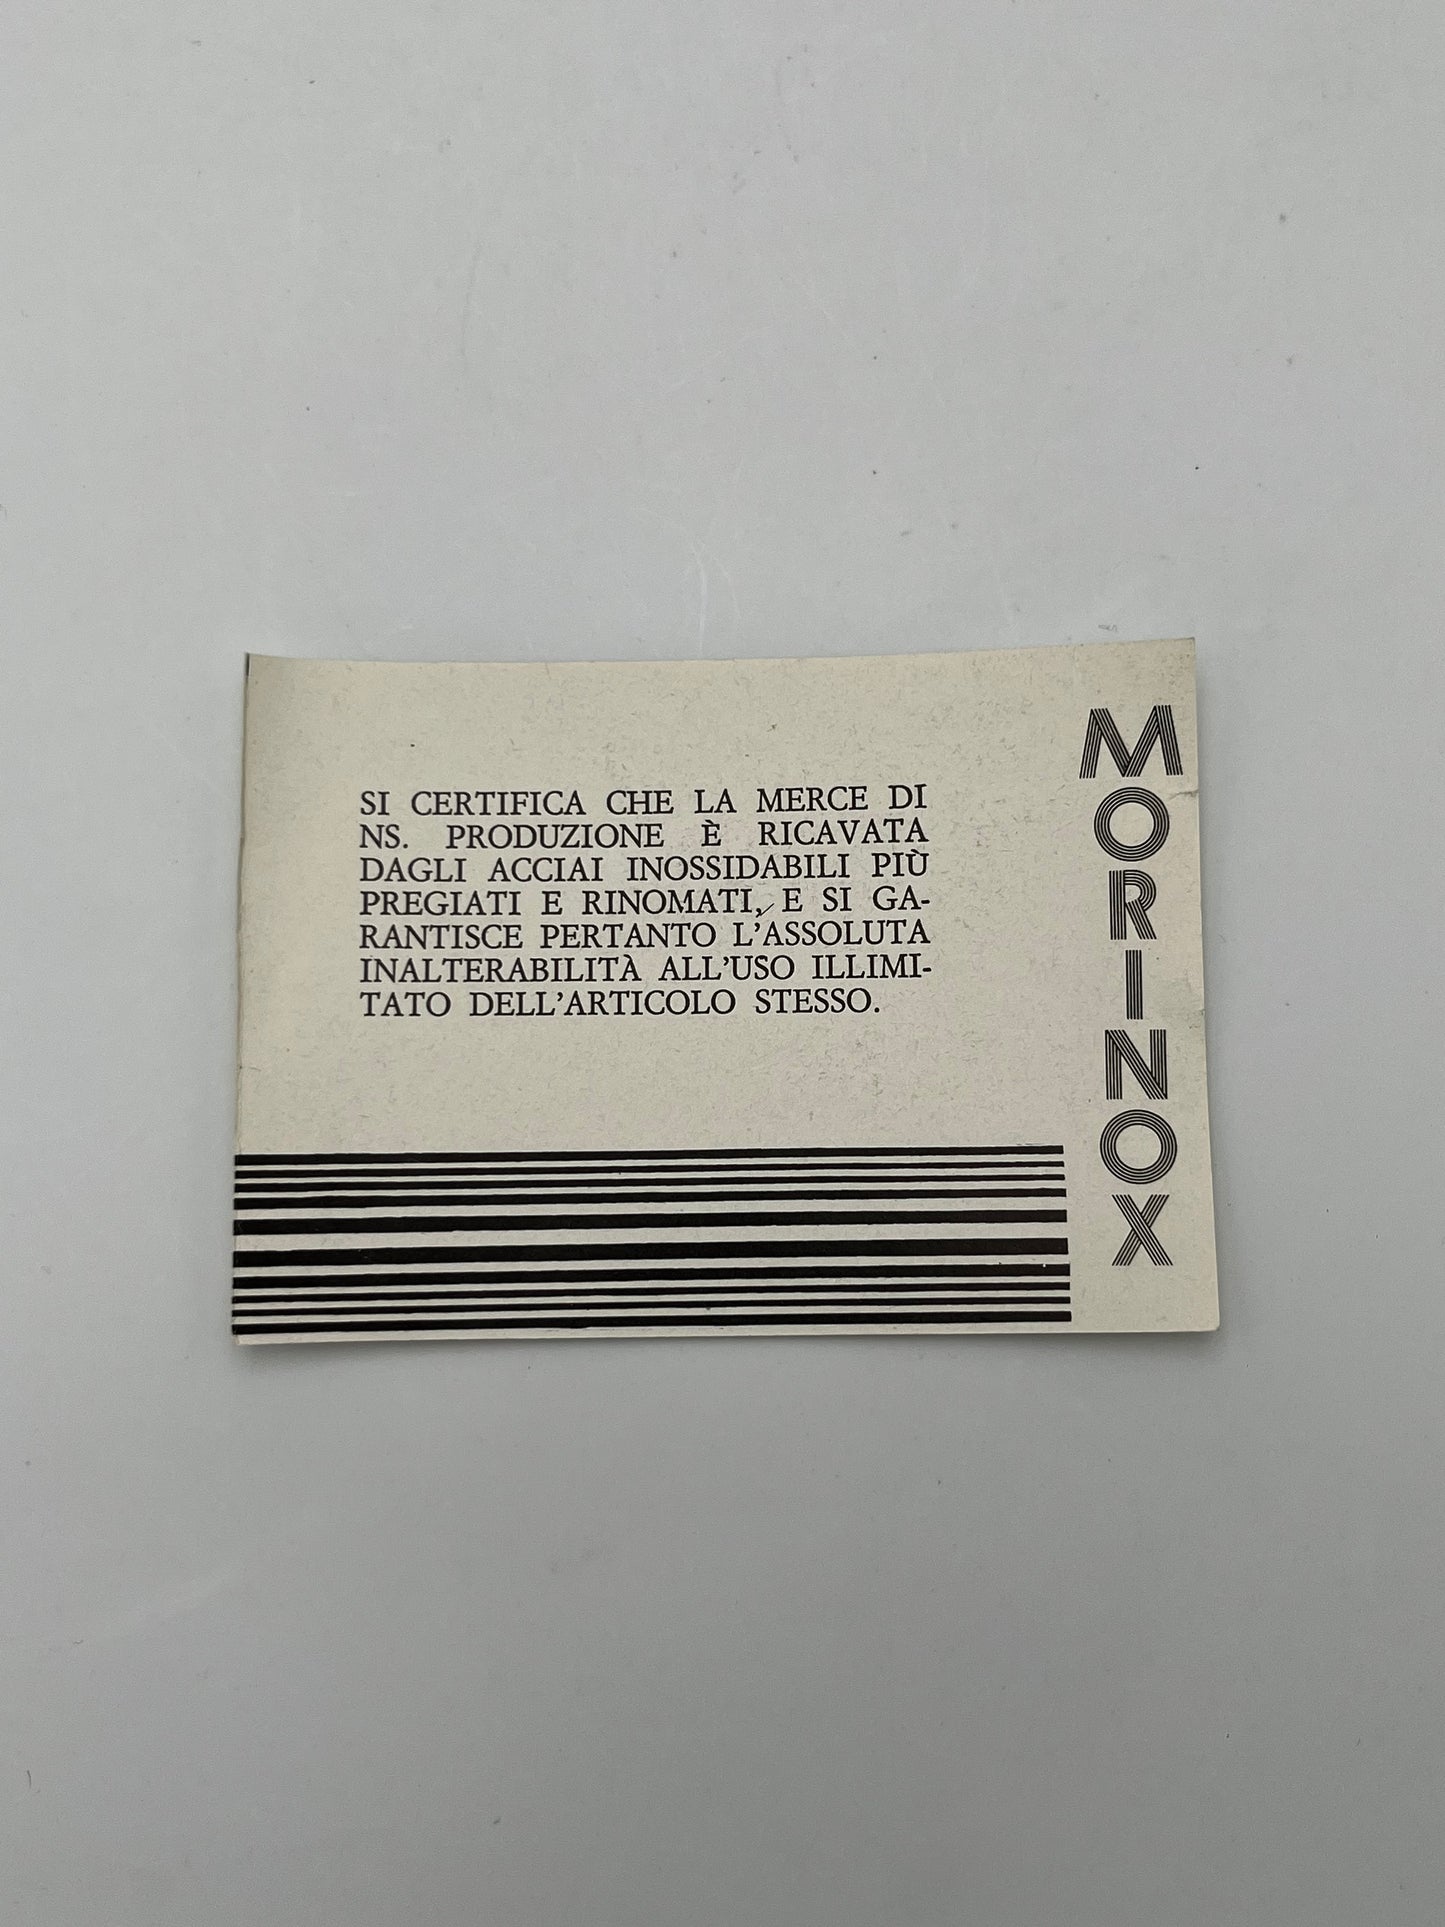 SI CERTIFICA CHE LA MERCE DI
NS. PRODUZIONE È RICAVATA
DAGLI ACCIAI INOSSIDABILI PIÙ
PREGIATI E RINOMATI, E SI GA-
RANTISCE PERTANTO L'ASSOLUTA
INALTERABILITÀ ALL'USO ILLIMI-
TATO DELL'ARTICOLO STESSO.
MORINOX